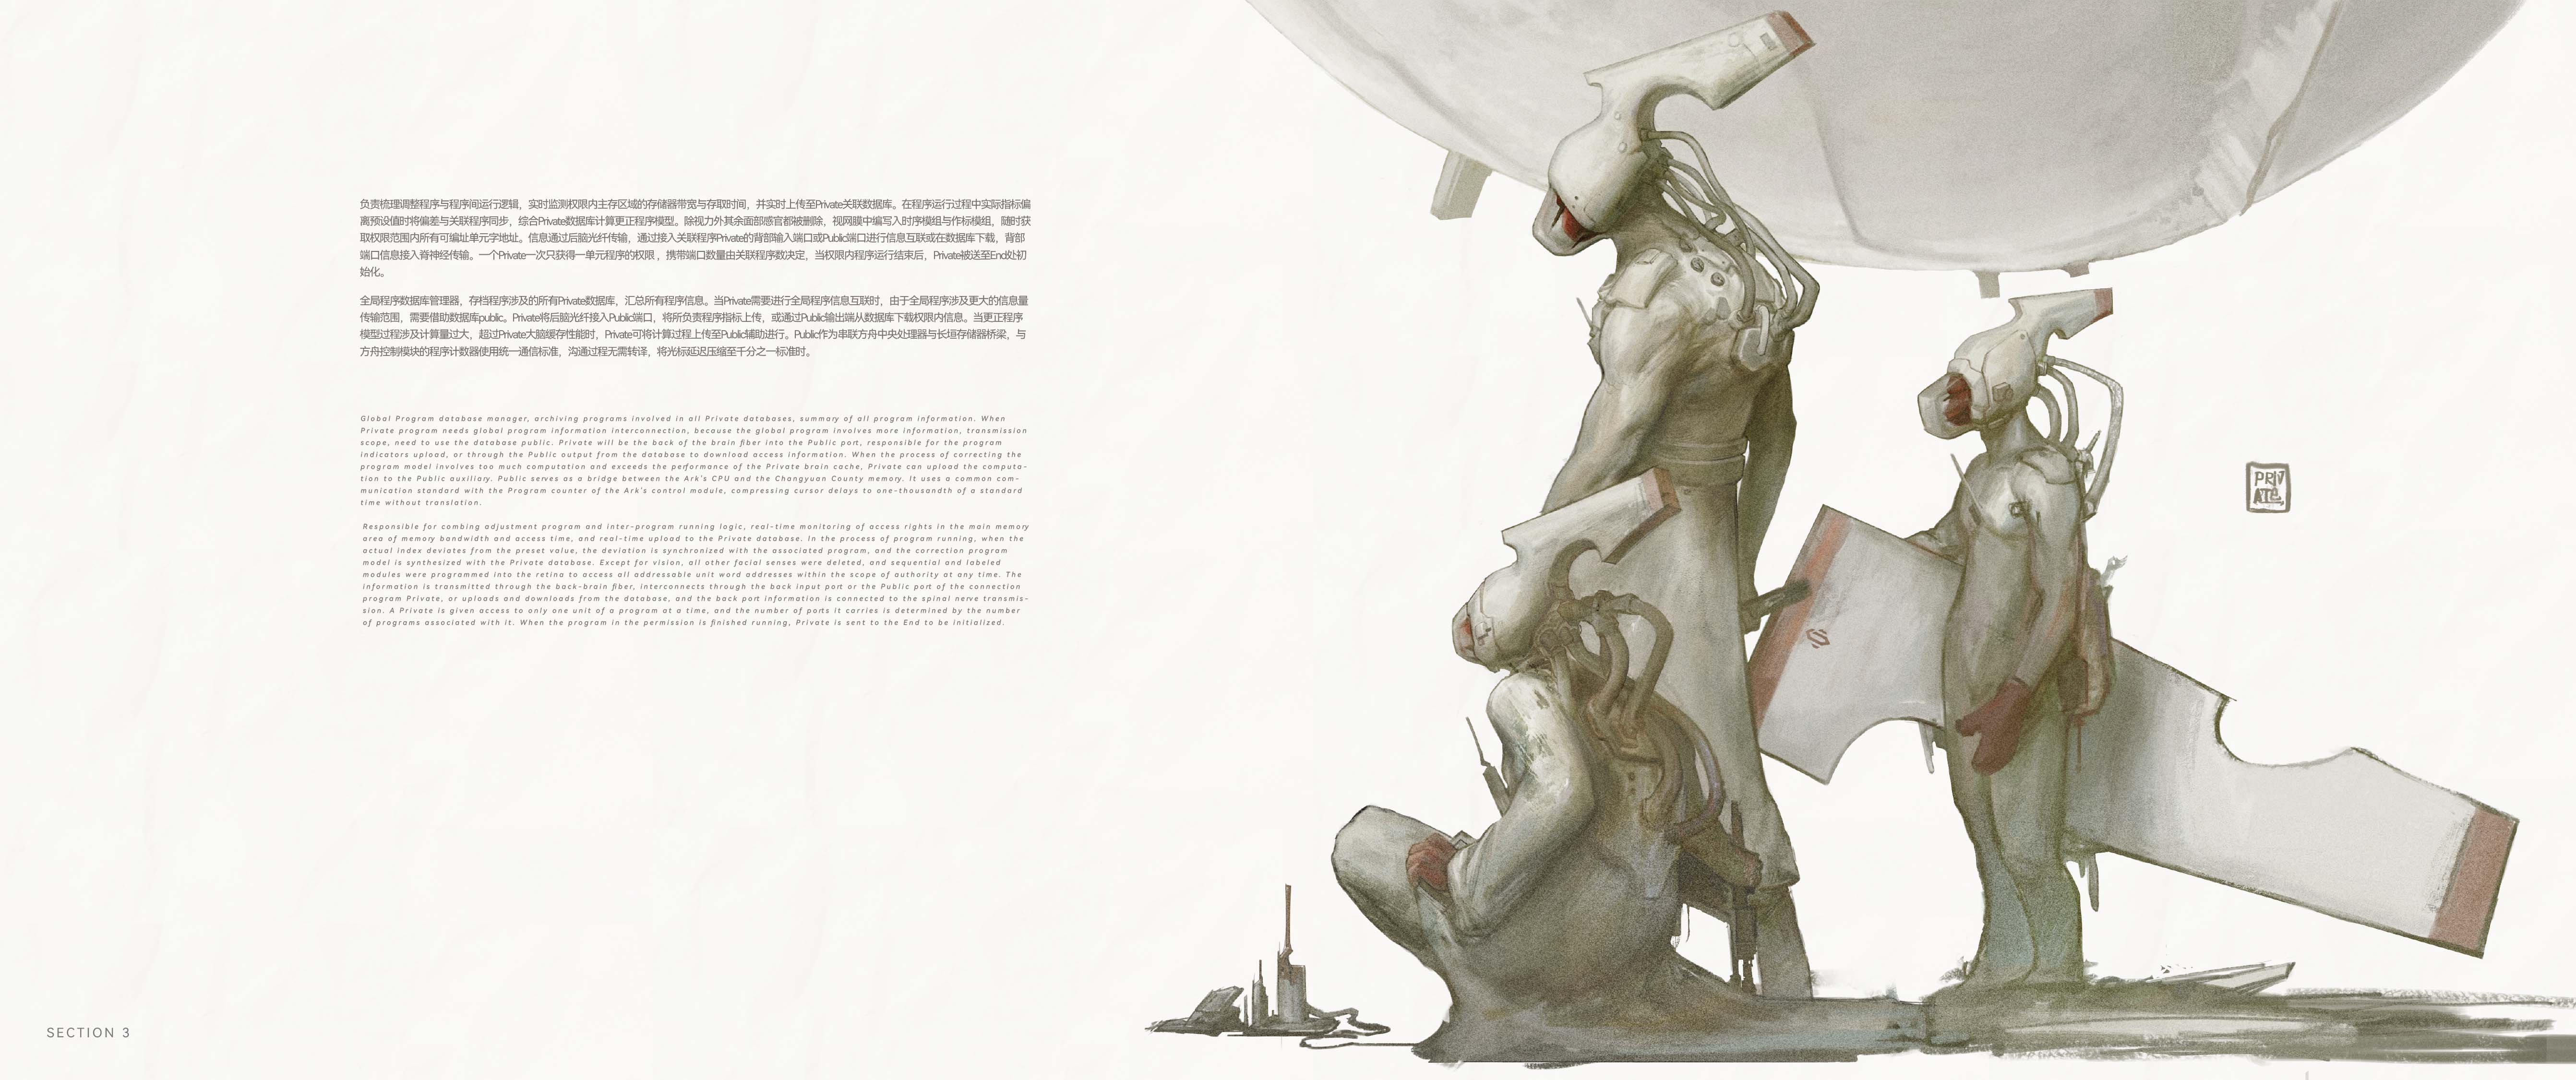 负责梳理调整程序与程序间运行逻辑，实时监测权限内主存区域的存储器带宽与存取时间，并实时上传至Private关联数据库。在程序运行过程中实际指标偏
离预设值时将偏差与关联程序同步，综合Private数据库计算更正程序模型。除视力外其余面部感官都被删除，视网膜中编写入时序模组与作标模组，随时获
取权限范围内所有可编址单元字地址。信息通过后脑光纤传输，通过接入关联程序Private的背部输入端口或Public端口进行信息互联或在数据库下载，背部
端口信息接入脊神经传输。一个Private一次只获得一单元程序的权限，携带端口数量由关联程序数决定，当权限内程序运行结束后，Private被送至End处初
始化。
全局程序数据库管理器，存档程序涉及的所有Private数据库，汇总所有程序信息。当Private需要进行全局程序信息互联时，由于全局程序涉及更大的信息量
传输范围，需要借助数据库public。Private将后脑光纤接入Public端口，将所负责程序指标上传，或通过Public输出端从数据库下载权限内信息。当更正程序
模型过程涉及计算量过大，超过Private大脑缓存性能时，Private可将计算过程上传至Public辅助进行。Public作为串联方舟中央处理器与长垣存储器桥梁，与
方舟控制模块的程序计数器使用统一通信标准，沟通过程无需转译，将光标延迟压缩至千分之一标准时。
Global Program database manager, archiving programs involved in all Private databases, summary of all program information. When
Private program needs global program information interconnection, because the global program involves more information, transmission
scope, need to use the database public. Private will be the back of the brain fiber into the Public port, responsible for the program
indicators upload, or through the Public output from the database to download access information. When the process of correcting the
program model involves too much computation and exceeds the performance of the Private brain cache, Private can upload the computa-
tion to the Public auxiliary. Public serves as a bridge between the Ark's CPU and the Changyuan County memory. It uses a common com-
munication standard with the Program counter of the Ark's control module, compressing cursor delays to one-thousandth of a standard
time without translation.
Responsible for combing adjustment program and inter-program running logic, real-time monitoring of access rights in the main memory
area of memory bandwidth and access time, and real-time upload to the Private database. In the process of program running, when the
actual index deviates from the preset value, the deviation is synchronized with the associated program, and the correction program
model is synthesized with the Private database. Except for vision, all other facial senses were deleted, and sequential and labeled
modules were programmed into the retina to access all addressable unit word addresses within the scope of authority at any time. The
information is transmitted through the back-brain fiber, interconnects through the back input port or the Public port of the connection
program Private, or uploads and downloads from the database, and the back port information is connected to the spinal nerve transmis-
sion. A Private is given access to only one unit of a program at a time, and the number of ports it carries is determined by the number
of programs associated with it. When the program in the permission is finished running, Private is sent to the End to be initialized.
PRIV
ATE
SECTION 3